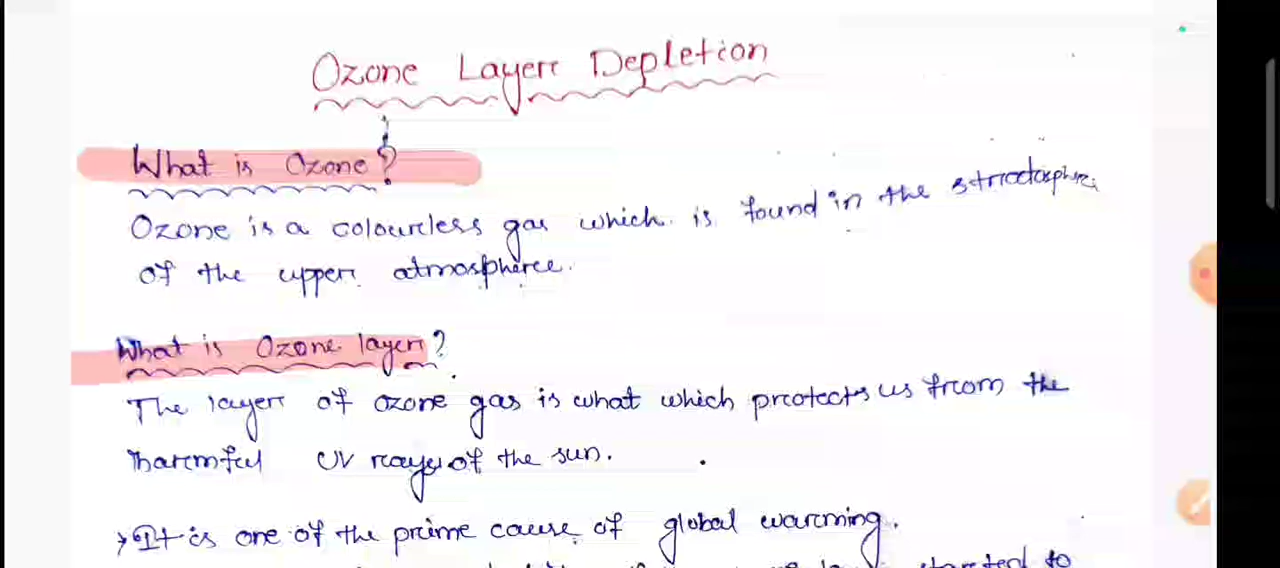 Ozone Layer Depletion
What is Ozone?
Ozone is a colourless gas which is found in the stratosphere
of the upper atmosphere.
What is Ozone layer?
The layer of ozone gas is what which protects us from the
harmful UV rays of the sun.
→ It is one of the prime cause of global warming.
started to